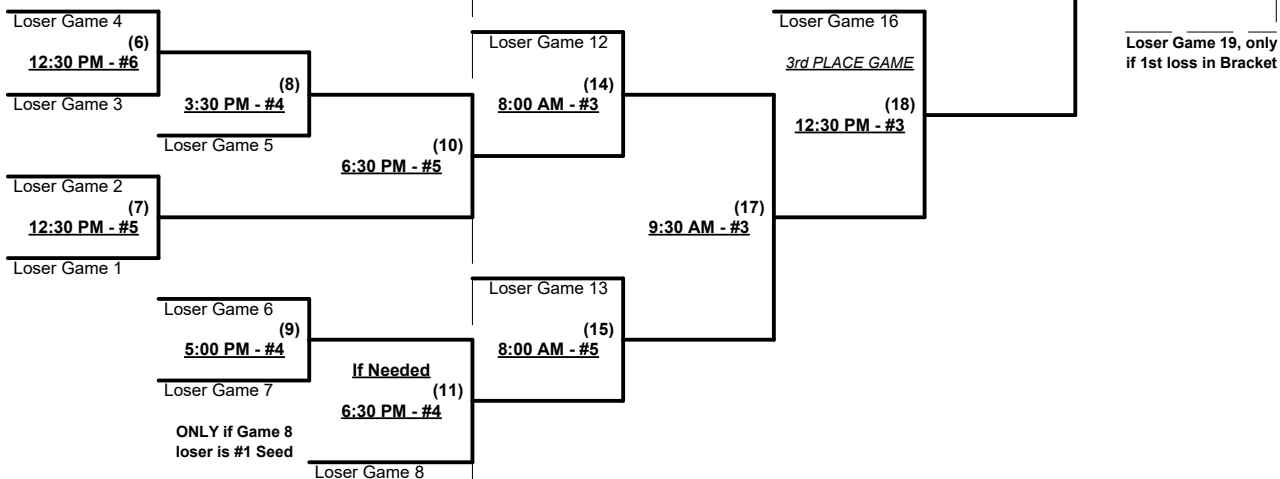 Loser Game 4
(6)
12:30 PM - #6
Loser Game 3
(8)
3:30 PM - #4
Loser Game 5
(10)
6:30 PM - #5
Loser Game 2
(7)
12:30 PM - #5
Loser Game 1
Loser Game 6
(9)
5:00 PM - #4
Loser Game 7
If Needed
(11)
6:30 PM - #4
ONLY if Game 8
loser is #1 Seed
Loser Game 8
Loser Game 12
(14)
8:00 AM - #3
(17)
9:30 AM - #3
Loser Game 13
(15)
8:00 AM - #5
Loser Game 16
3rd PLACE GAME
(18)
12:30 PM - #3
Loser Game 19, only
if 1st loss in Bracket